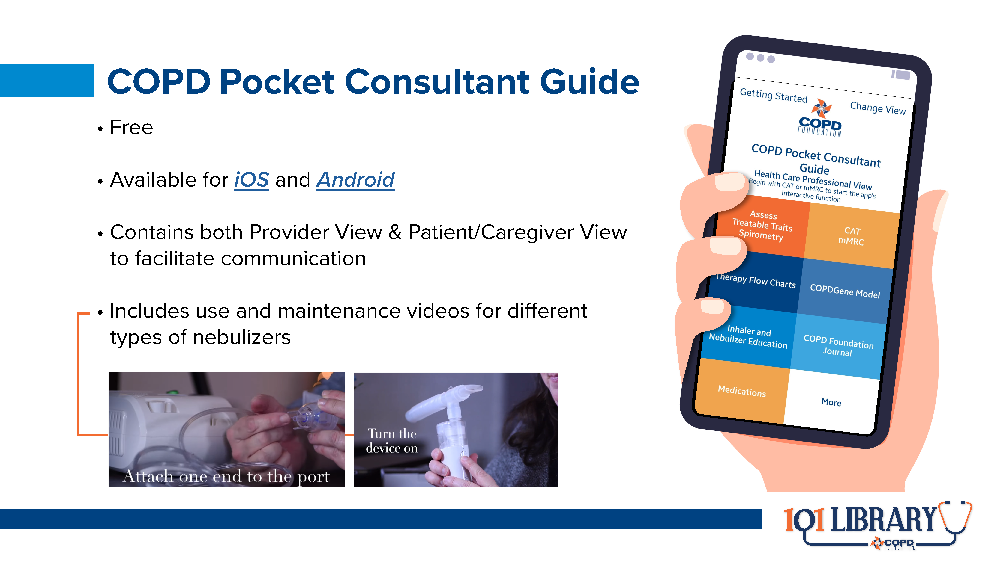 COPD Pocket Consultant Guide
• Free
• Available for iOS and Android
• Contains both Provider View & Patient/Caregiver View
to facilitate communication
• Includes use and maintenance videos for different
types of nebulizers
Attach one end to the port
Turn the
device on
Getting Started
Change View
COPD
FOUNDATION
COPD Pocket Consultant
Guide
Health Care Professional View
Begin with CAT or mMRC to start the app's
interactive function
Assess
Treatable Traits
Spirometry
CAT
mMRC
Therapy Flow Charts
COPDGene Model
Inhaler and
Nebuilzer Education
COPD Foundation
Journal
Medications
More
101 LIBRARY
COPD
FOUNDATION